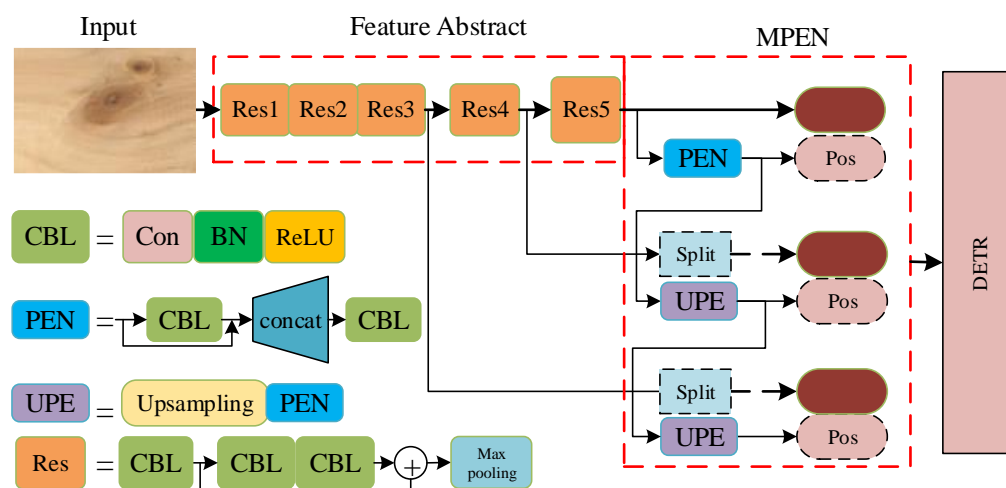 Input
Feature Abstract
MPEN
Res1 Res2 Res3 Res4 Res5
PEN
Pos
CBL = Con BN ReLU
Split
UPE
Pos
PEN = CBL concat CBL
UPE = Upsampling PEN
Split
UPE
Pos
Res = CBL CBL CBL + Max
pooling
DETR